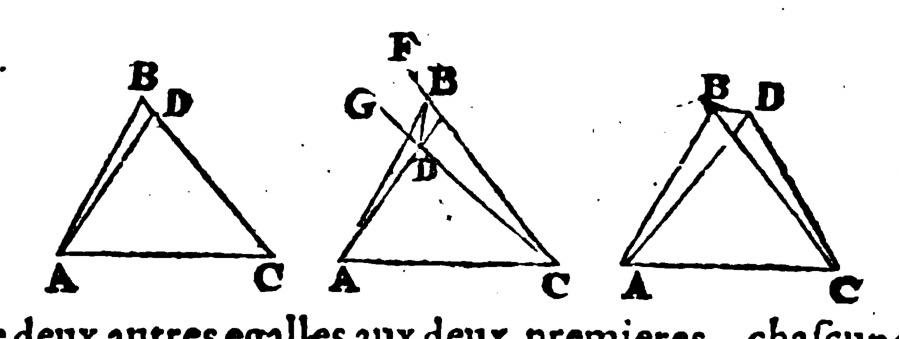 B D A C
F B G D A C
B D A C
deux autres egalles aux deux premieres, chaſcune